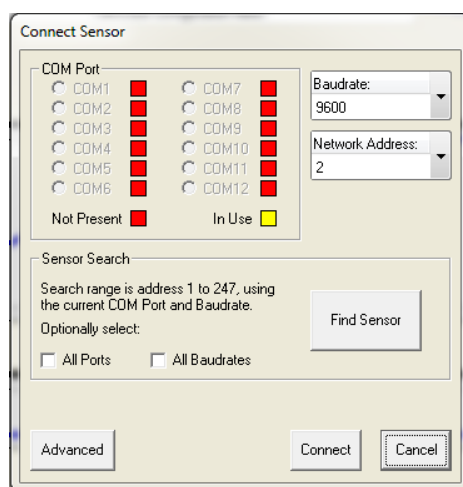 Connect Sensor
COM Port
COM1
COM2
COM3
COM4
COM5
COM6
COM7
COM8
COM9
COM10
COM11
COM12
Not Present
In Use
Baudrate:
9600
Network Address:
2
Sensor Search
Search range is address 1 to 247, using
the current COM Port and Baudrate.
Optionally select:
All Ports
All Baudrates
Find Sensor
Advanced
Connect
Cancel